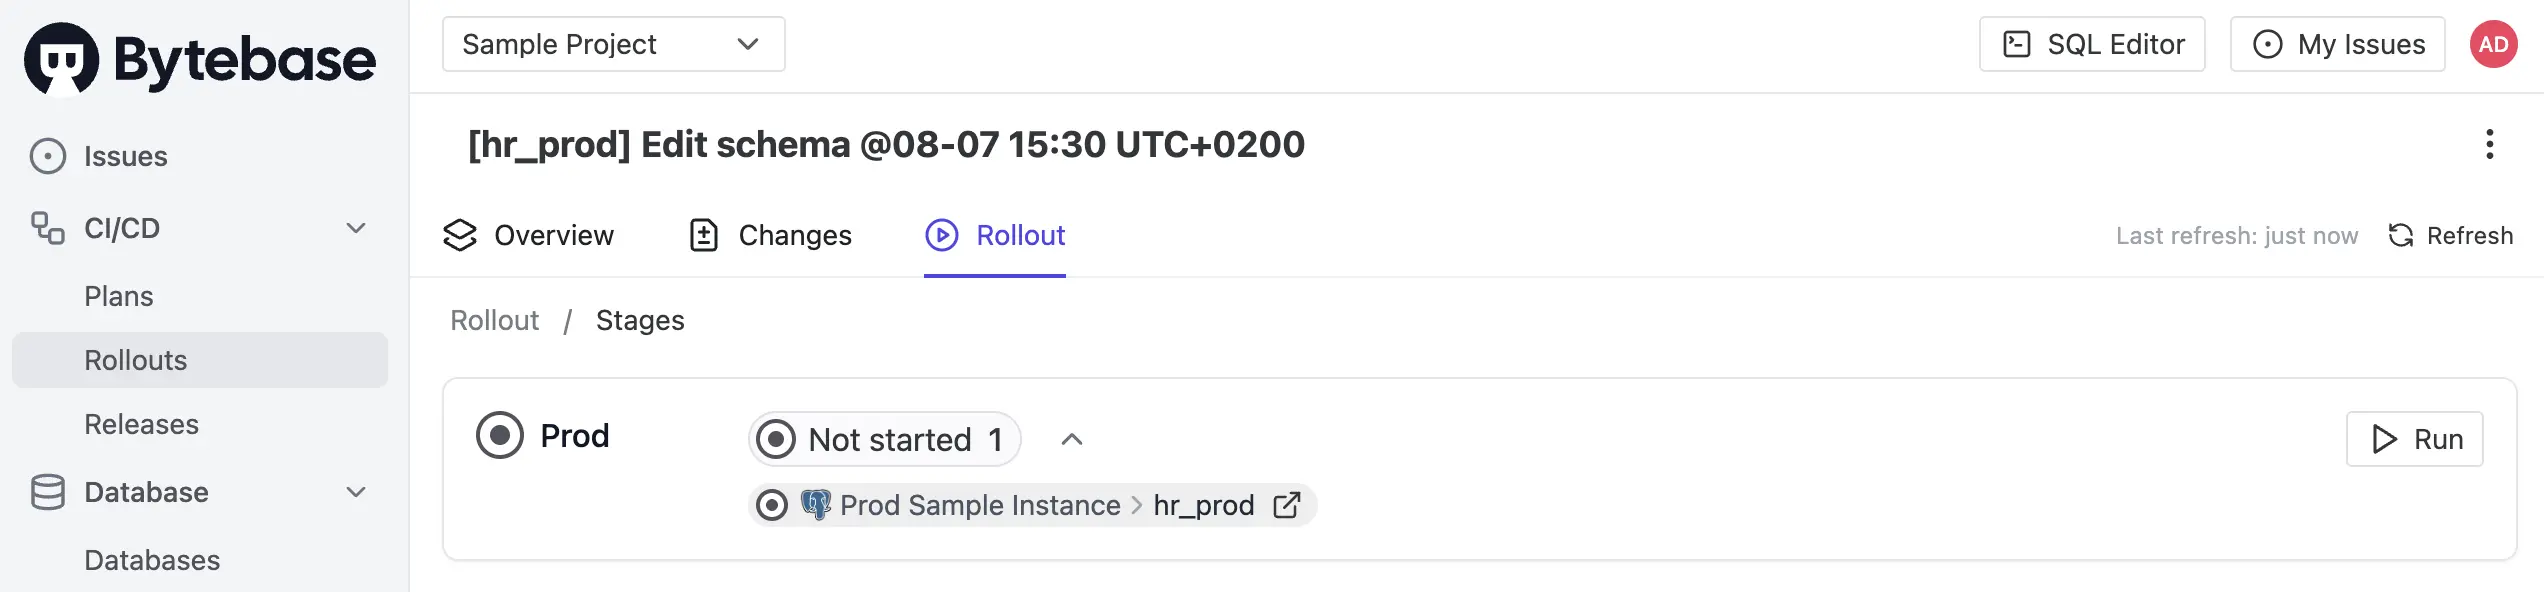 Bytebase
Sample Project
SQL Editor
My Issues
AD
Issues
CI/CD
Plans
Rollouts
Releases
Database
Databases
[hr_prod] Edit schema @08-07 15:30 UTC+0200
Overview
Changes
Rollout
Last refresh: just now
Refresh
Rollout / Stages
Prod
Not started 1
Run
Prod Sample Instance > hr_prod